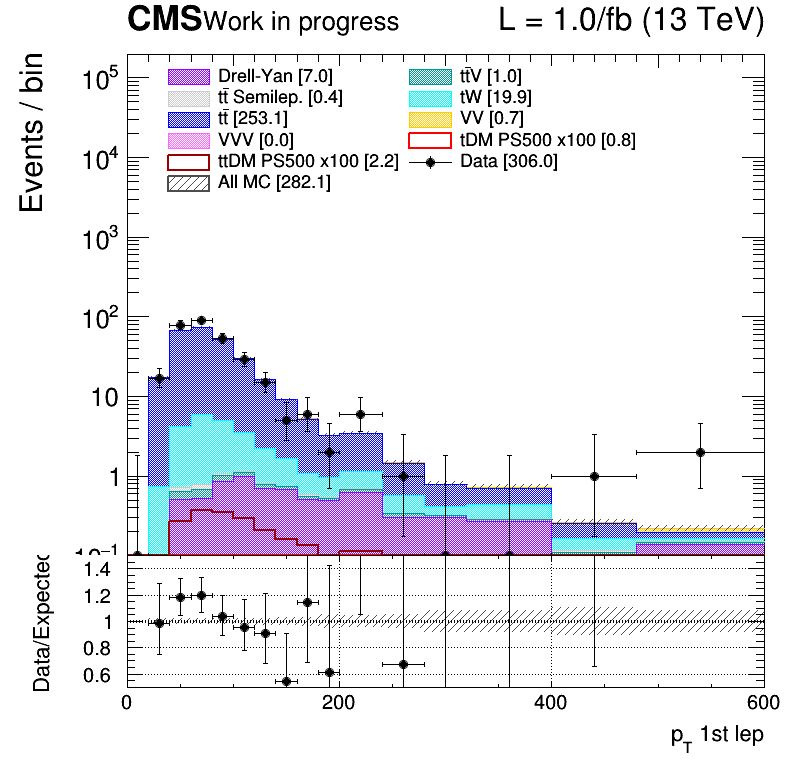 CMS Work in progress L = 1.0/fb (13 TeV)
Events / bin
10⁵
10⁴
10³
10²
10
1
10⁻¹
Drell-Yan [7.0]
tt̄ Semilep. [0.4]
tt̄ [253.1]
VVV [0.0]
ttDM PS500 x100 [2.2]
All MC [282.1]
tt̄V [1.0]
tW [19.9]
VV [0.7]
tDM PS500 x100 [0.8]
Data [306.0]
Data/Expected
1.4
1.2
1
0.8
0.6
0 200 400 600
p_T 1st lep